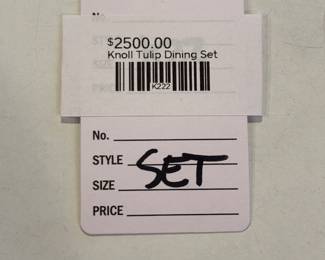 No.
$2500.00
Knoll Tulip Dining Set
K222
No.
STYLE SET
SIZE
PRICE